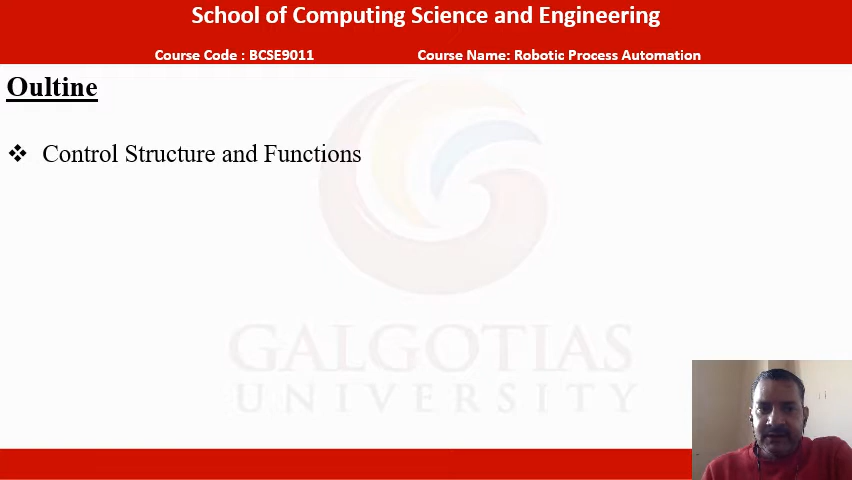 School of Computing Science and Engineering
Course Code : BCSE9011 Course Name: Robotic Process Automation
Oultine
❖ Control Structure and Functions
GALGOTIAS
UNIVERSITY